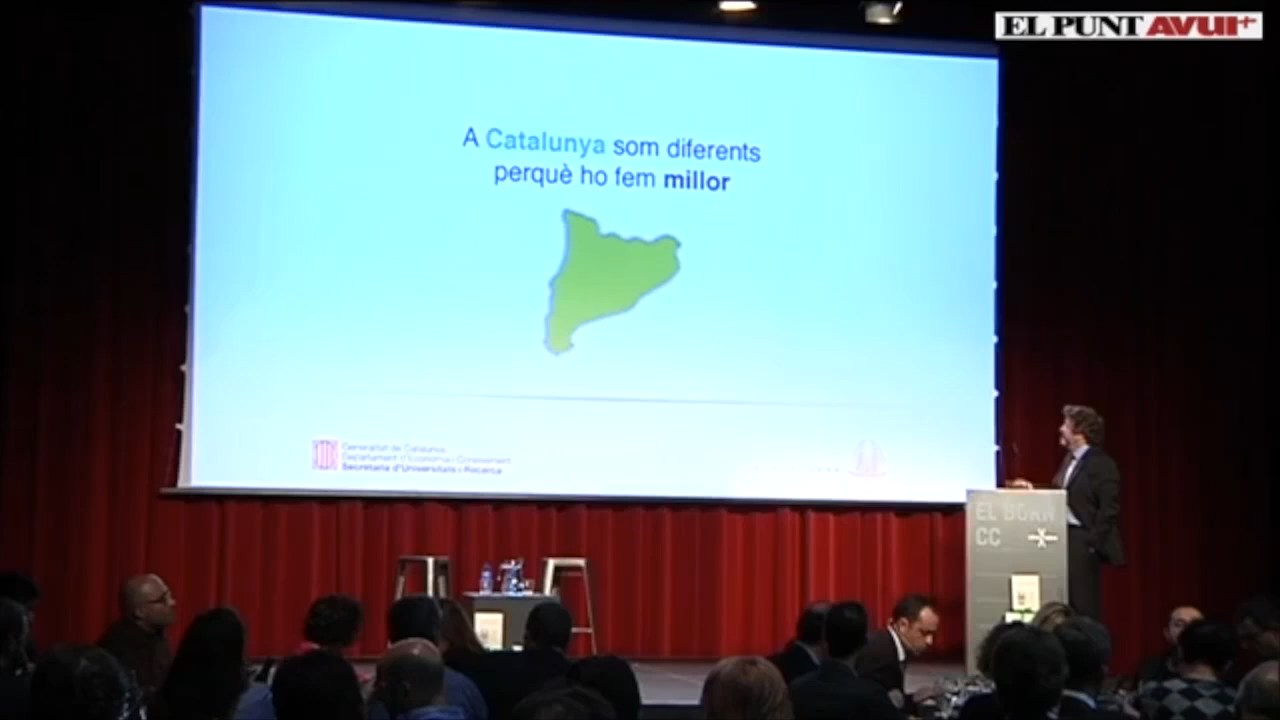 EL PUNT AVUI+
A Catalunya som diferents
perquè ho fem millor
Generalitat de Catalunya
Departament d'Economia i Coneixement
Secretaria d'Universitats i Recerca
EL BORN
CC